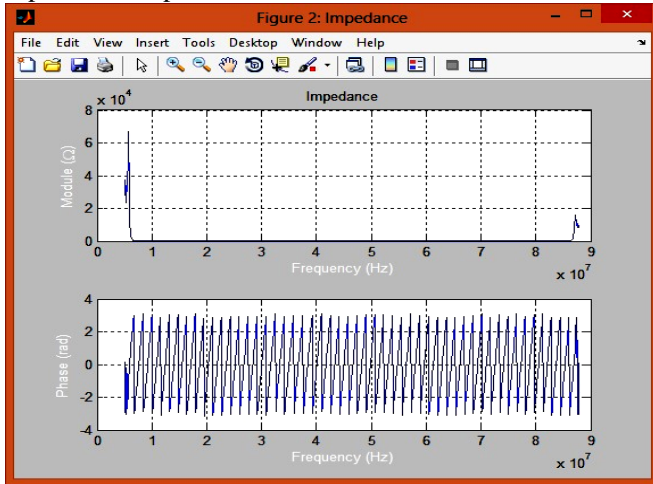 Figure 2: Impedance
File Edit View Insert Tools Desktop Window Help
Impedance
x 10^4
8
6
4
2
0
Module (Ω)
0 1 2 3 4 5 6 7 8 9
Frequency (Hz)
x 10^7
4
2
0
-2
-4
Phase (rad)
0 1 2 3 4 5 6 7 8 9
Frequency (Hz)
x 10^7